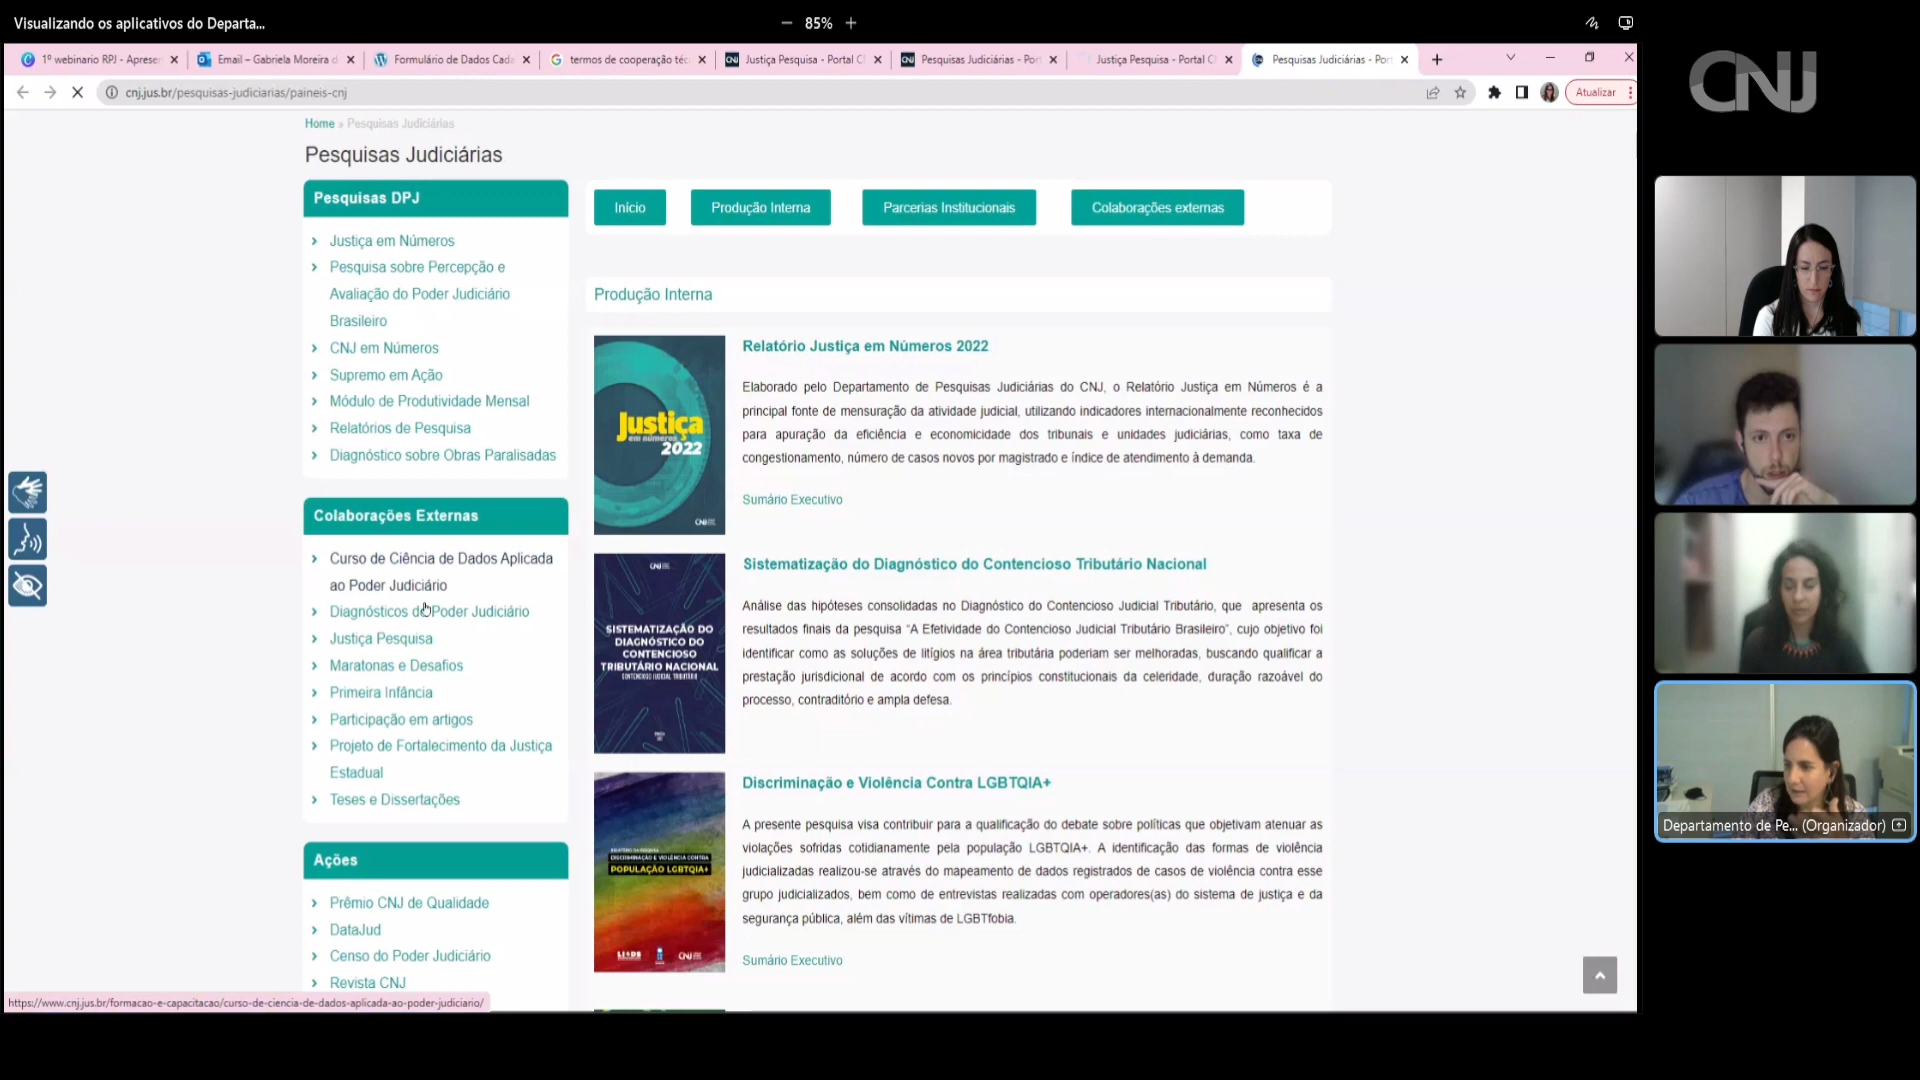 Visualizando os aplicativos do Departa...
85%
1º webinario RPJ - Apresen
Email – Gabriela Moreira d
Formulário de Dados Cada
termos de cooperação téc
Justiça Pesquisa - Portal C
Pesquisas Judiciárias - Por
Justiça Pesquisa - Portal C
Pesquisas Judiciárias - Por
cnj.jus.br/pesquisas-judiciarias/paineis-cnj
Atualizar
CNJ
Home » Pesquisas Judiciárias
Pesquisas Judiciárias
Pesquisas DPJ
Justiça em Números
Pesquisa sobre Percepção e
Avaliação do Poder Judiciário
Brasileiro
CNJ em Números
Supremo em Ação
Módulo de Produtividade Mensal
Relatórios de Pesquisa
Diagnóstico sobre Obras Paralisadas
Colaborações Externas
Curso de Ciência de Dados Aplicada
ao Poder Judiciário
Diagnósticos do Poder Judiciário
Justiça Pesquisa
Maratonas e Desafios
Primeira Infância
Participação em artigos
Projeto de Fortalecimento da Justiça
Estadual
Teses e Dissertações
Ações
Prêmio CNJ de Qualidade
DataJud
Censo do Poder Judiciário
Revista CNJ
https://www.cnj.jus.br/formacao-e-capacitacao/curso-de-ciencia-de-dados-aplicada-ao-poder-judiciario/
Início
Produção Interna
Parcerias Institucionais
Colaborações externas
Produção Interna
Justiça
em números
2022
CNJ
Relatório Justiça em Números 2022
Elaborado pelo Departamento de Pesquisas Judiciárias do CNJ, o Relatório Justiça em Números é a
principal fonte de mensuração da atividade judicial, utilizando indicadores internacionalmente reconhecidos
para apuração da eficiência e economicidade dos tribunais e unidades judiciárias, como taxa de
congestionamento, número de casos novos por magistrado e índice de atendimento à demanda.
Sumário Executivo
CNJ
SISTEMATIZAÇÃO DO
DIAGNÓSTICO DO
CONTENCIOSO
TRIBUTÁRIO NACIONAL
CONTENCIOSO JUDICIAL TRIBUTÁRIO
Sistematização do Diagnóstico do Contencioso Tributário Nacional
Análise das hipóteses consolidadas no Diagnóstico do Contencioso Judicial Tributário, que apresenta os
resultados finais da pesquisa “A Efetividade do Contencioso Judicial Tributário Brasileiro”, cujo objetivo foi
identificar como as soluções de litígios na área tributária poderiam ser melhoradas, buscando qualificar a
prestação jurisdicional de acordo com os princípios constitucionais da celeridade, duração razoável do
processo, contraditório e ampla defesa.
RELATÓRIO DA PESQUISA
DISCRIMINAÇÃO E VIOLÊNCIA CONTRA
POPULAÇÃO LGBTQIA+
CNJ
Discriminação e Violência Contra LGBTQIA+
A presente pesquisa visa contribuir para a qualificação do debate sobre políticas que objetivam atenuar as
violações sofridas cotidianamente pela população LGBTQIA+. A identificação das formas de violência
judicializadas realizou-se através do mapeamento de dados registrados de casos de violência contra esse
grupo judicializados, bem como de entrevistas realizadas com operadores(as) do sistema de justiça e da
segurança pública, além das vítimas de LGBTfobia.
Sumário Executivo
Departamento de Pe... (Organizador)